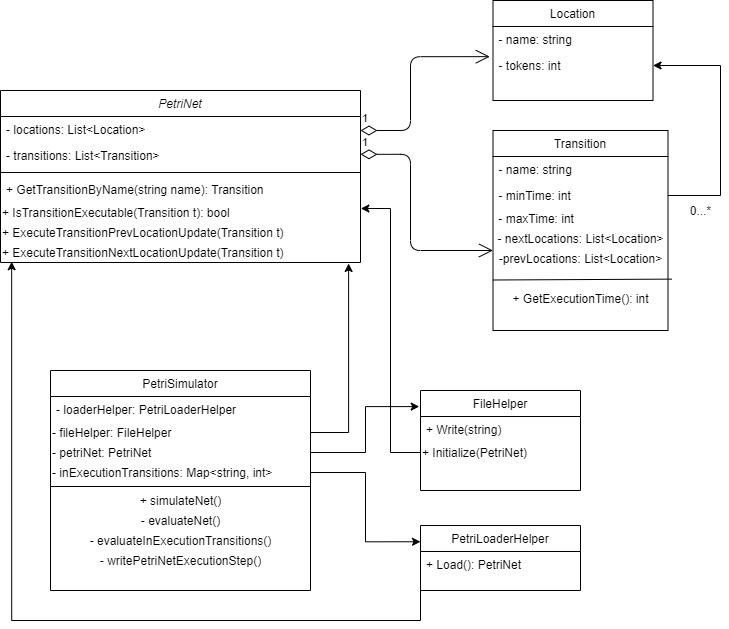 Location
- name: string
- tokens: int
PetriNet
- locations: List<Location>
- transitions: List<Transition>
+ GetTransitionByName(string name): Transition
+ IsTransitionExecutable(Transition t): bool
+ ExecuteTransitionPrevLocationUpdate(Transition t)
+ ExecuteTransitionNextLocationUpdate(Transition t)
1
1
Transition
- name: string
- minTime: int
- maxTime: int
- nextLocations: List<Location>
-prevLocations: List<Location>
+ GetExecutionTime(): int
0...*
PetriSimulator
- loaderHelper: PetriLoaderHelper
- fileHelper: FileHelper
- petriNet: PetriNet
- inExecutionTransitions: Map<string, int>
+ simulateNet()
- evaluateNet()
- evaluateInExecutionTransitions()
- writePetriNetExecutionStep()
FileHelper
+ Write(string)
+ Initialize(PetriNet)
PetriLoaderHelper
+ Load(): PetriNet